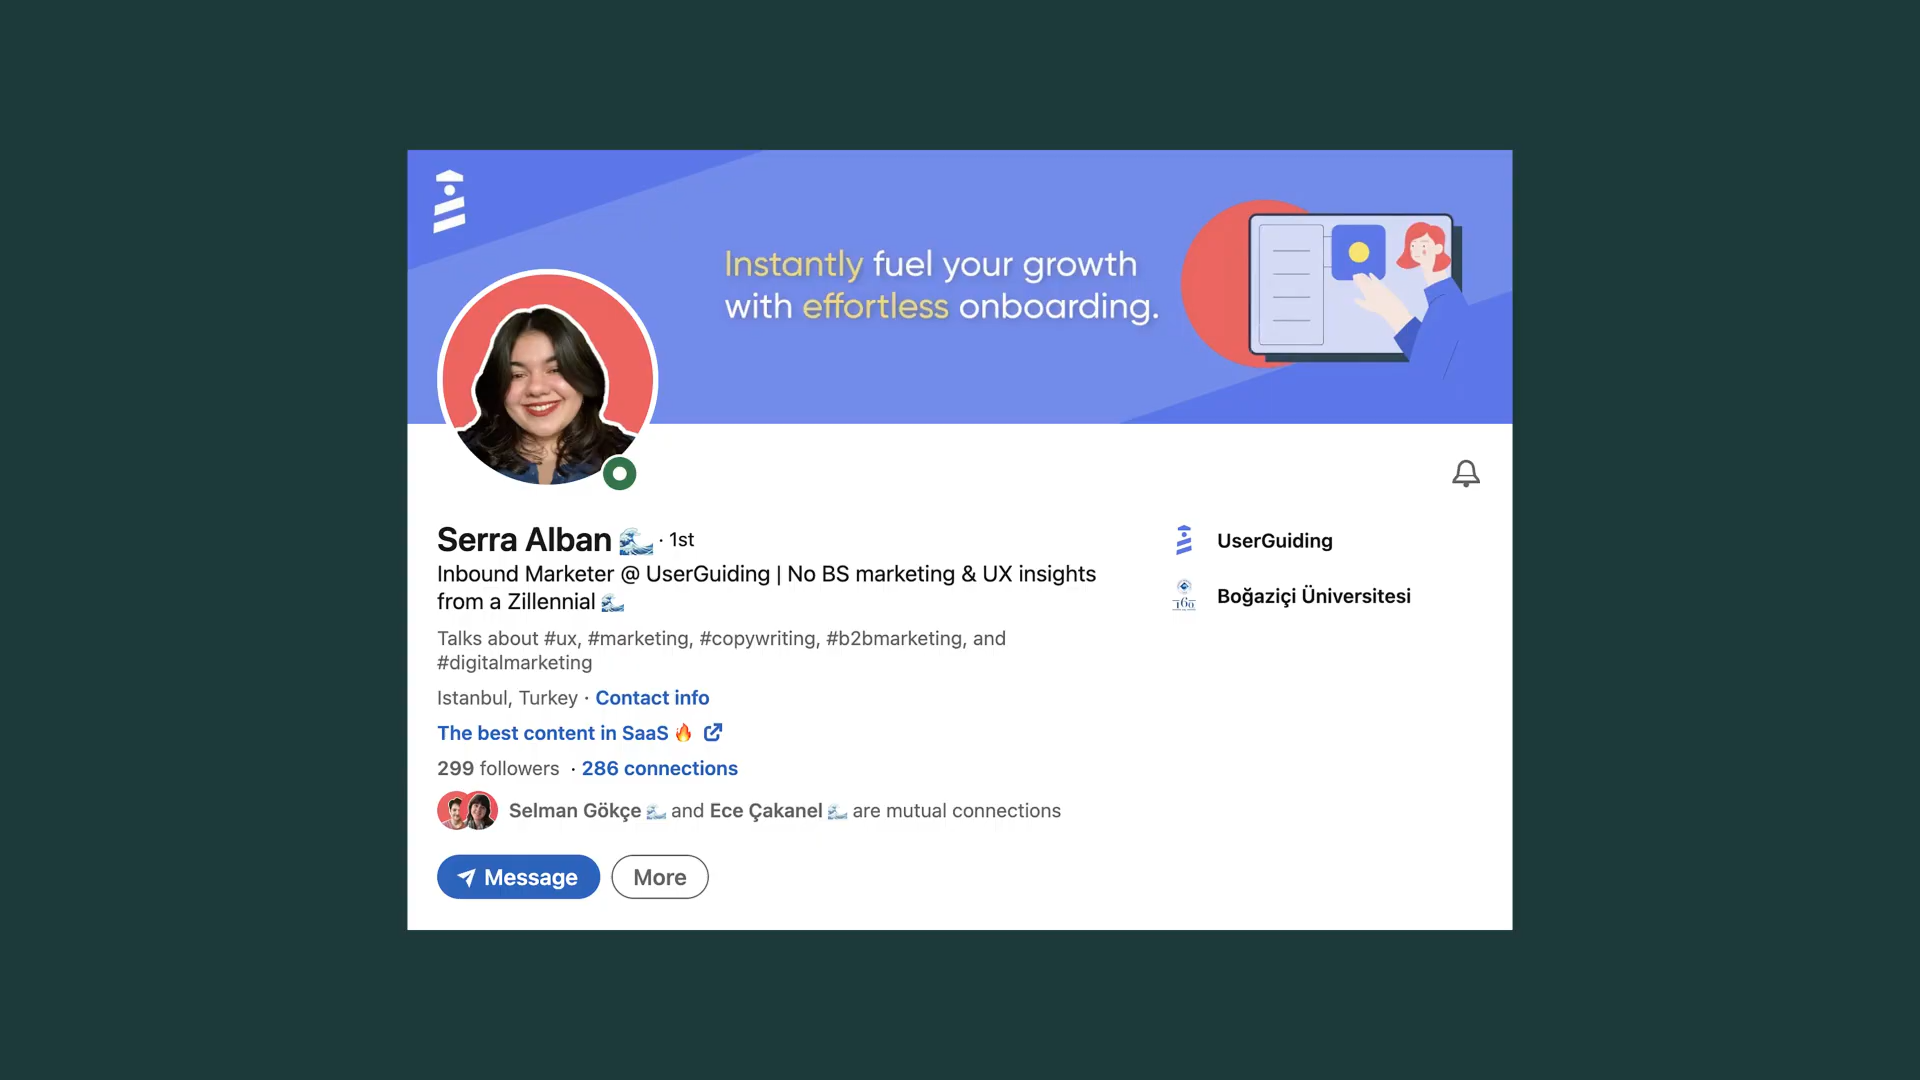 Instantly fuel your growth
with effortless onboarding.
Serra Alban 🌊 · 1st
Inbound Marketer @ UserGuiding | No BS marketing & UX insights
from a Zillennial 🌊
Talks about #ux, #marketing, #copywriting, #b2bmarketing, and
#digitalmarketing
Istanbul, Turkey · Contact info
The best content in SaaS 🔥
299 followers · 286 connections
Selman Gökçe 🌊 and Ece Çakanel 🌊 are mutual connections
Message
More
UserGuiding
160
Boğaziçi Üniversitesi